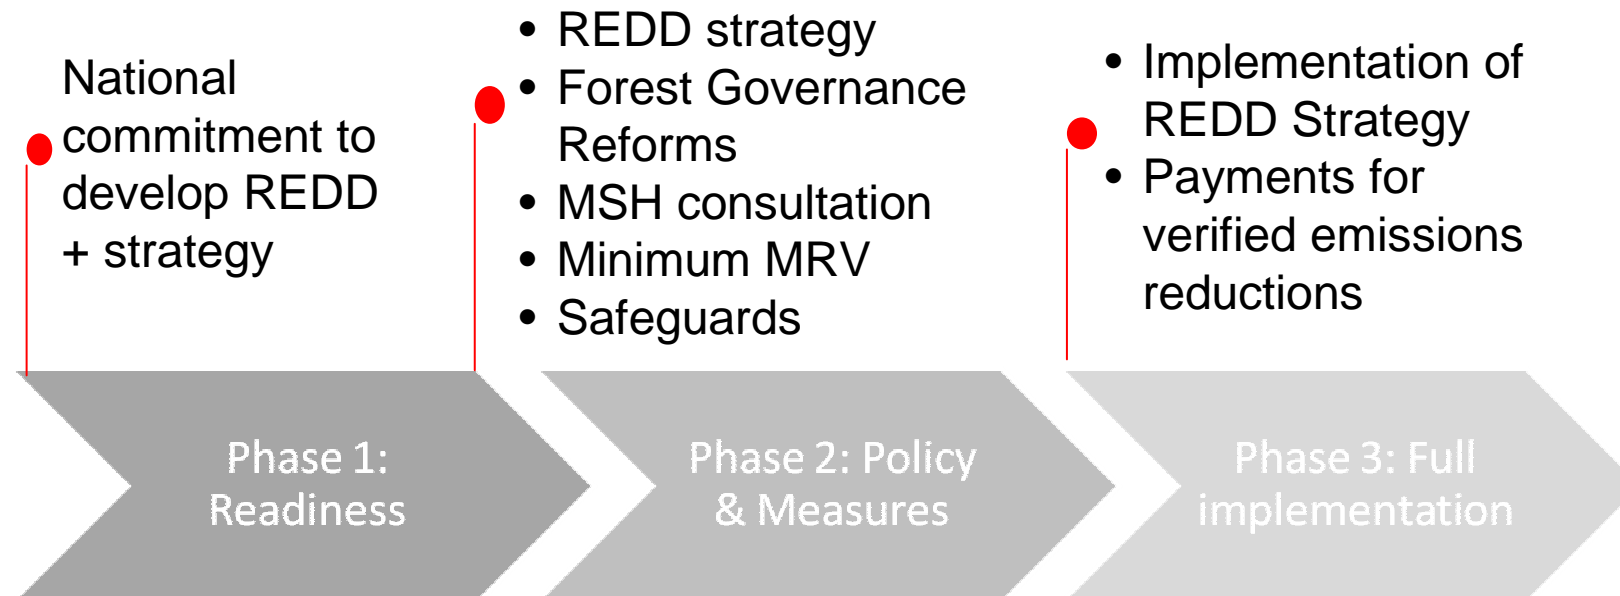 National
commitment to
develop REDD
+ strategy
• REDD strategy
• Forest Governance
Reforms
• MSH consultation
• Minimum MRV
• Safeguards
• Implementation of
REDD Strategy
• Payments for
verified emissions
reductions
Phase 1:
Readiness
Phase 2: Policy
& Measures
Phase 3: Full
implementation